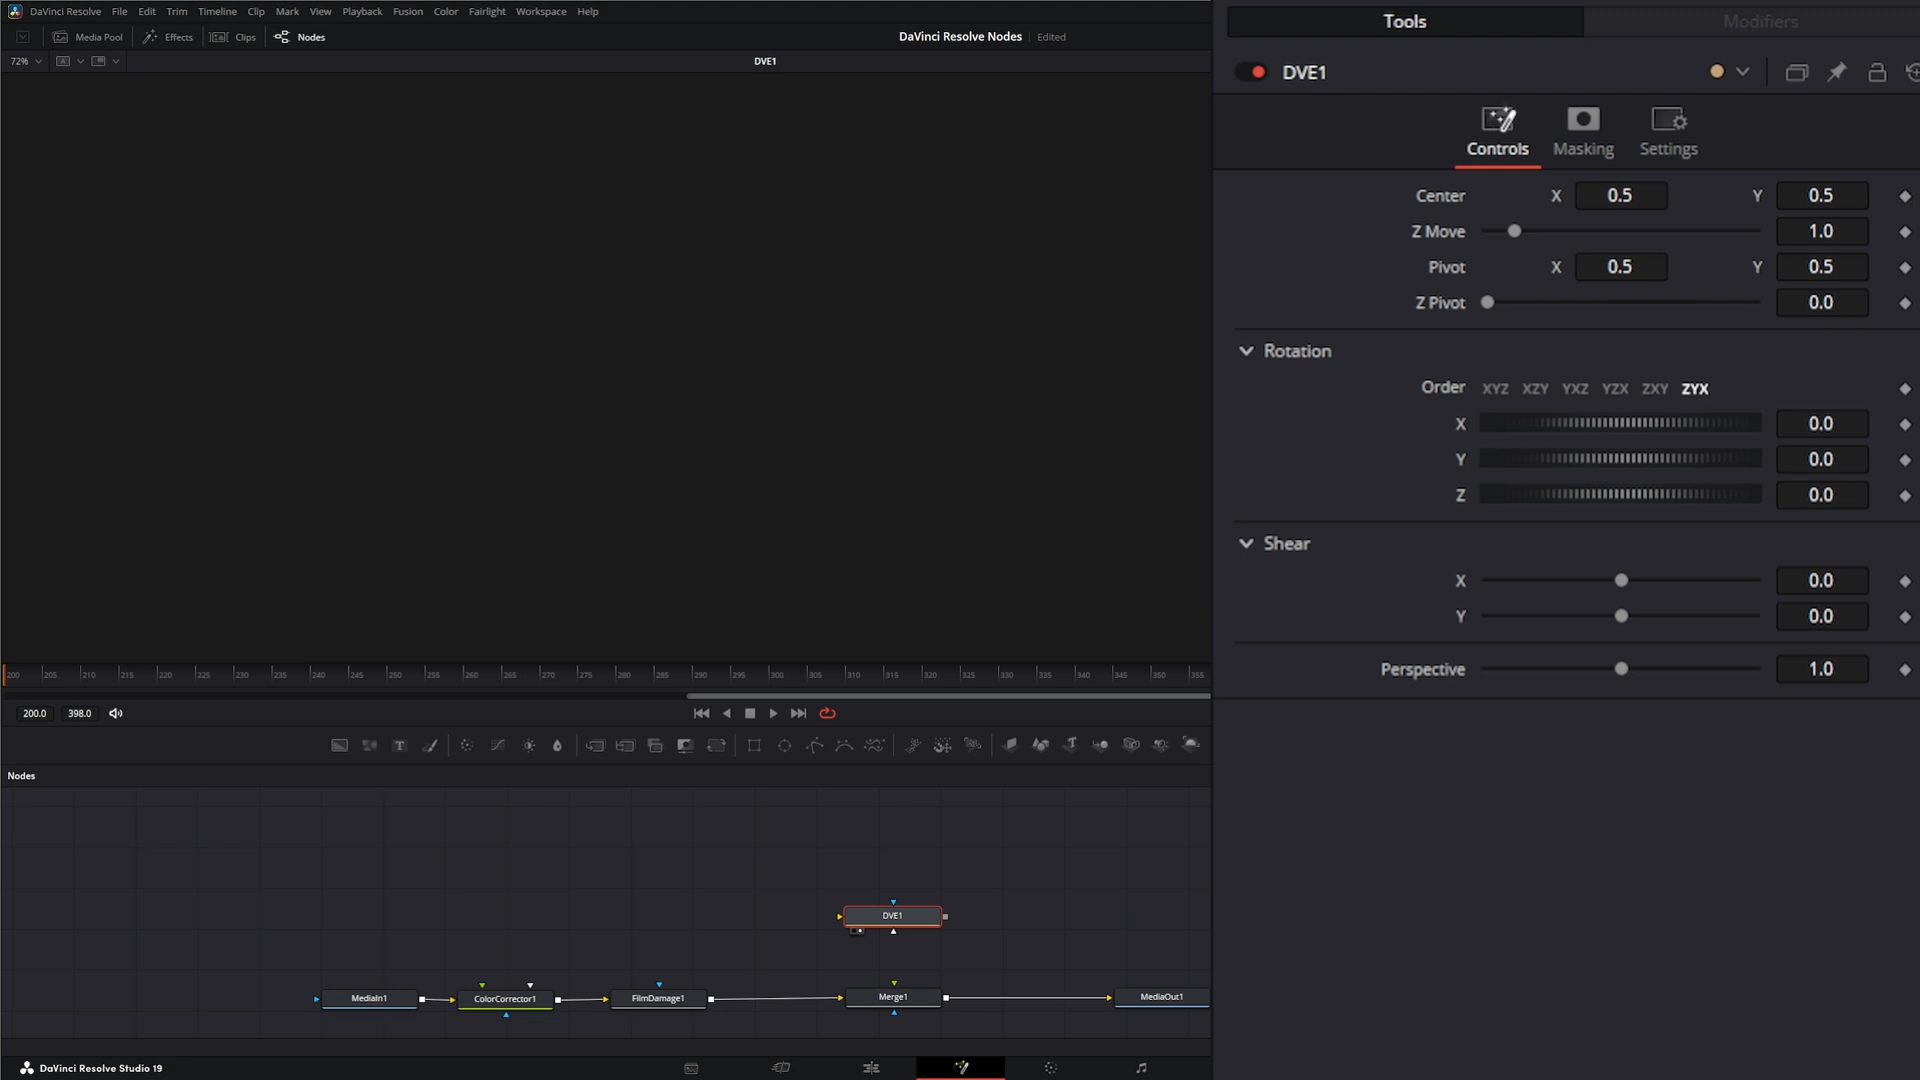 DaVinci Resolve File Edit Trim Timeline Clip Mark View Playback Fusion Color Fairlight Workspace Help
Media Pool Effects Clips Nodes DaVinci Resolve Nodes Edited
72% A DVE1
200 205 210 215 220 225 230 235 240 245 250 255 260 265 270 275 280 285 290 295 300 305 310 315 320 325 330 335 340 345 350 355
200.0 398.0
Nodes
DVE1
MediaIn1 ColorCorrector1 FilmDamage1 Merge1 MediaOut1
DaVinci Resolve Studio 19
Tools Modifiers
DVE1
Controls Masking Settings
Center X 0.5 Y 0.5
Z Move 1.0
Pivot X 0.5 Y 0.5
Z Pivot 0.0
Rotation
Order XYZ XZY YXZ YZX ZXY ZYX
X 0.0
Y 0.0
Z 0.0
Shear
X 0.0
Y 0.0
Perspective 1.0